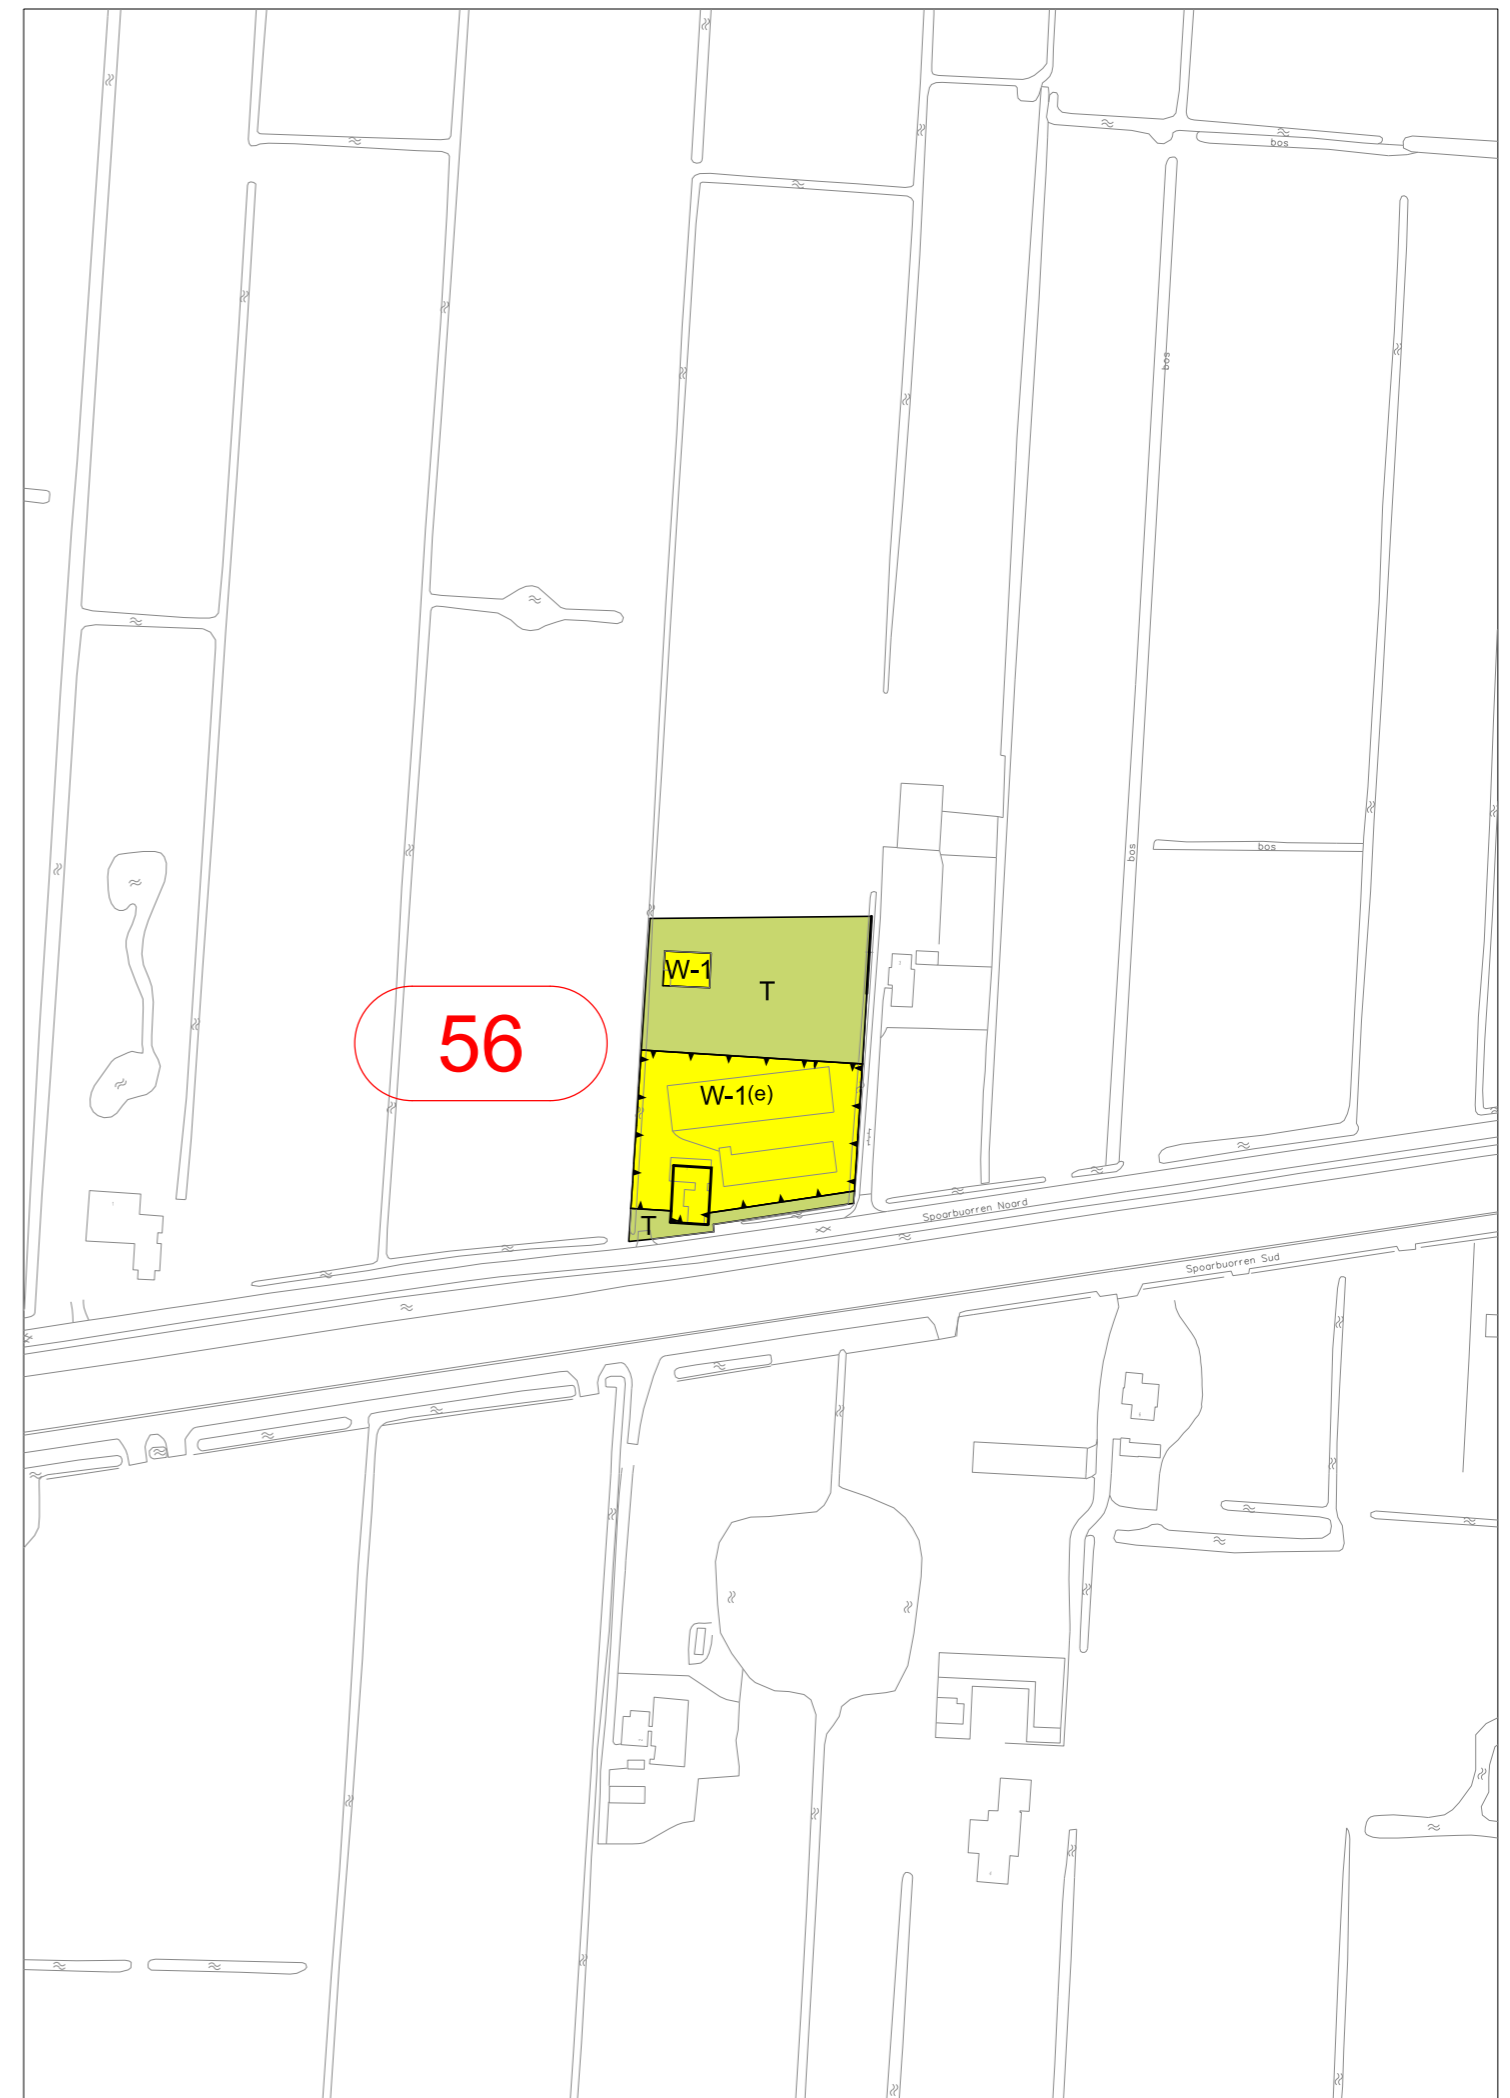 bos
bos
bos
bos
W-1
T
56
W-1(e)
T
Spoarbuorren Noard
Spoarbuorren Sud